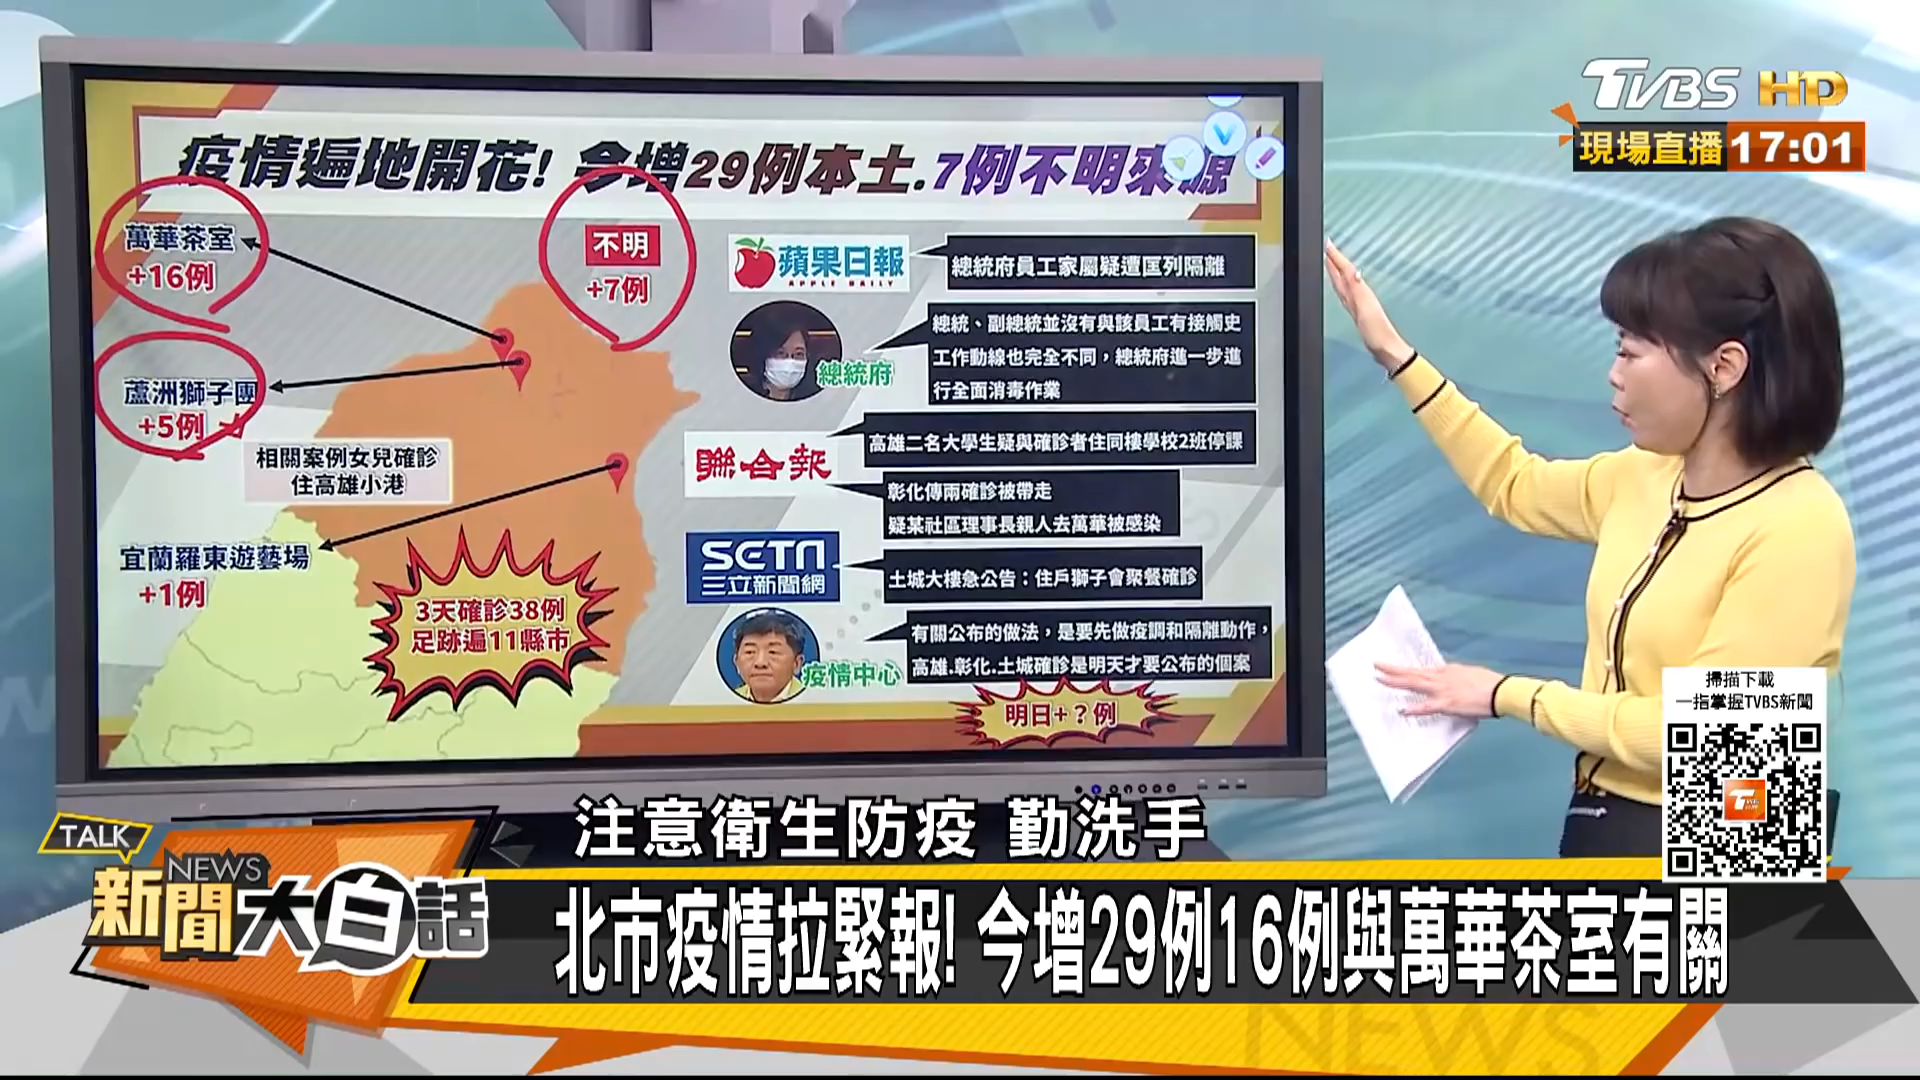 TVBS HD
現場直播 17:01
疫情遍地開花! 今增29例本土.7例不明來源
萬華茶室
+16例
不明
+7例
蘆洲獅子團
+5例
相關案例女兒確診
住高雄小港
宜蘭羅東遊藝場
+1例
3天確診38例
足跡遍11縣市
蘋果日報
APPLE DAILY
總統府員工家屬疑遭匡列隔離
總統府
總統、副總統並沒有與該員工有接觸史
工作動線也完全不同，總統府進一步進
行全面消毒作業
聯合報
高雄二名大學生疑與確診者住同樓學校2班停課
彰化傳兩確診被帶走
疑某社區理事長親人去萬華被感染
SETN
三立新聞網
土城大樓急公告：住戶獅子會聚餐確診
疫情中心
有關公布的做法，是要先做疫調和隔離動作，
高雄.彰化.土城確診是明天才要公布的個案
明日+？例
掃描下載
一指掌握TVBS新聞
TVBS
注意衛生防疫 勤洗手
TALK
NEWS
新聞大白話
北市疫情拉緊報! 今增29例16例與萬華茶室有關
NEWS